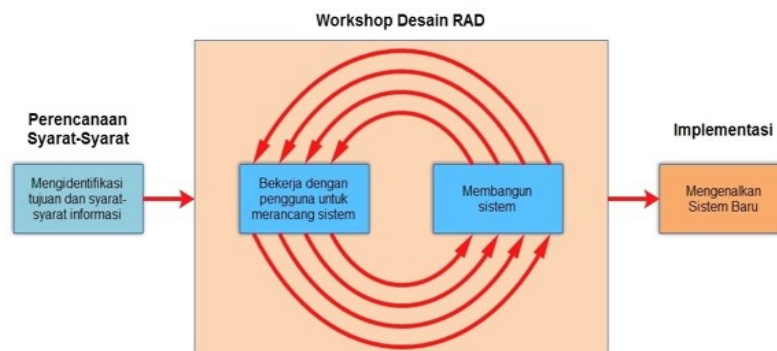 Workshop Desain RAD
Perencanaan
Syarat-Syarat
Mengidentifikasi
tujuan dan syarat-
syarat informasi
Bekerja dengan
pengguna untuk
merancang sistem
Membangun
sistem
Implementasi
Mengenalkan
Sistem Baru